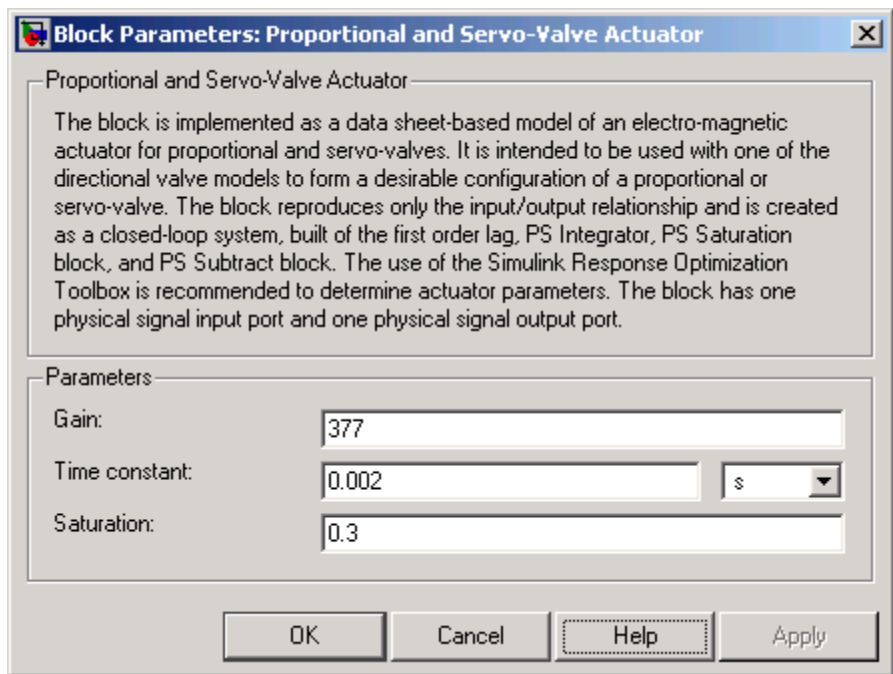 Block Parameters: Proportional and Servo-Valve Actuator
Proportional and Servo-Valve Actuator
The block is implemented as a data sheet-based model of an electro-magnetic
actuator for proportional and servo-valves. It is intended to be used with one of the
directional valve models to form a desirable configuration of a proportional or
servo-valve. The block reproduces only the input/output relationship and is created
as a closed-loop system, built of the first order lag, PS Integrator, PS Saturation
block, and PS Subtract block. The use of the Simulink Response Optimization
Toolbox is recommended to determine actuator parameters. The block has one
physical signal input port and one physical signal output port.
Parameters
Gain: 377
Time constant: 0.002 s
Saturation: 0.3
OK Cancel Help Apply